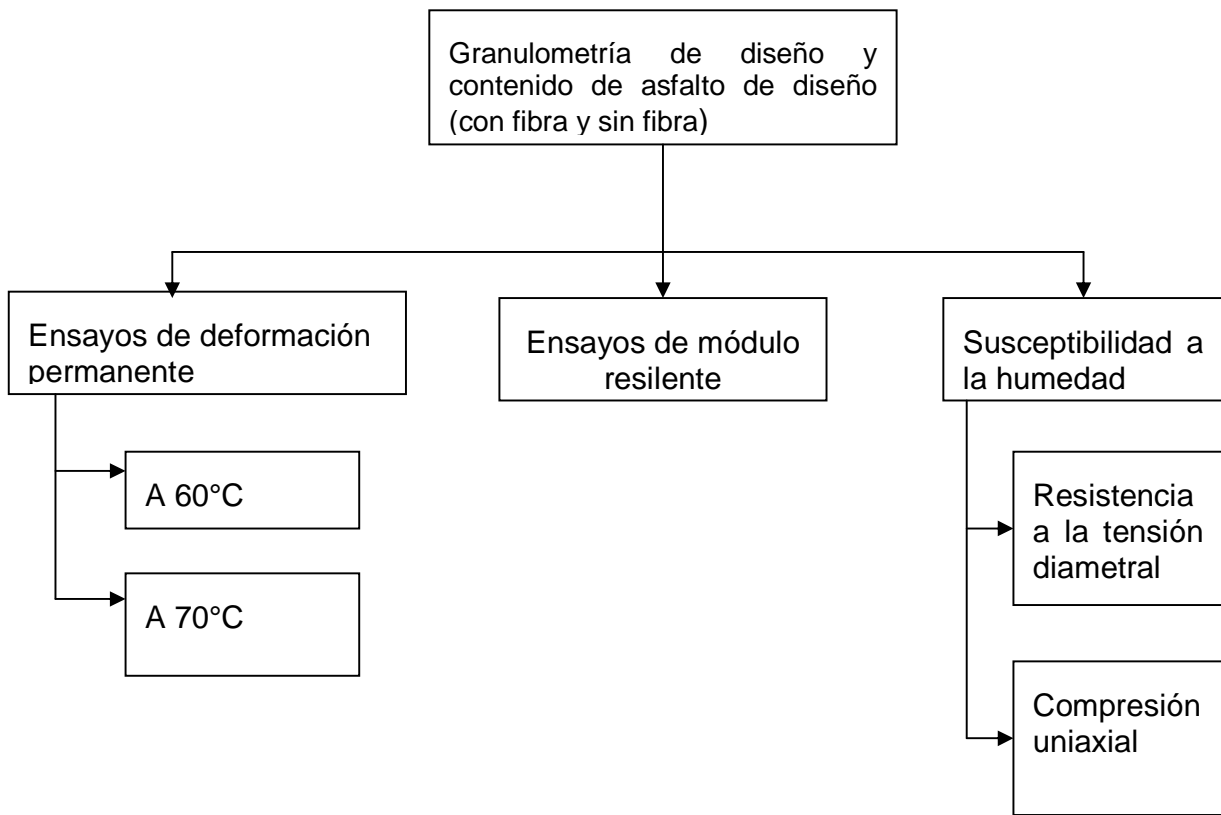 Granulometría de diseño y
contenido de asfalto de diseño
(con fibra y sin fibra)
Ensayos de deformación
permanente
Ensayos de módulo
resilente
Susceptibilidad a
la humedad
A 60°C
A 70°C
Resistencia
a la tensión
diametral
Compresión
uniaxial